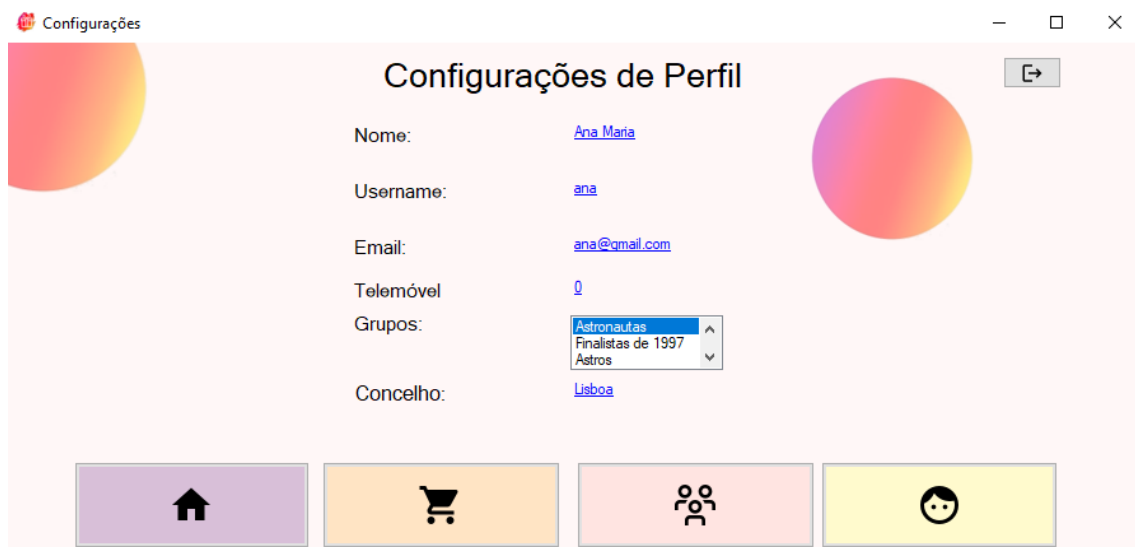 Configurações
Configurações de Perfil
Nome: Ana Maria
Username: ana
Email: ana@gmail.com
Telemóvel 0
Grupos: Astronautas
Finalistas de 1997
Astros
Concelho: Lisboa